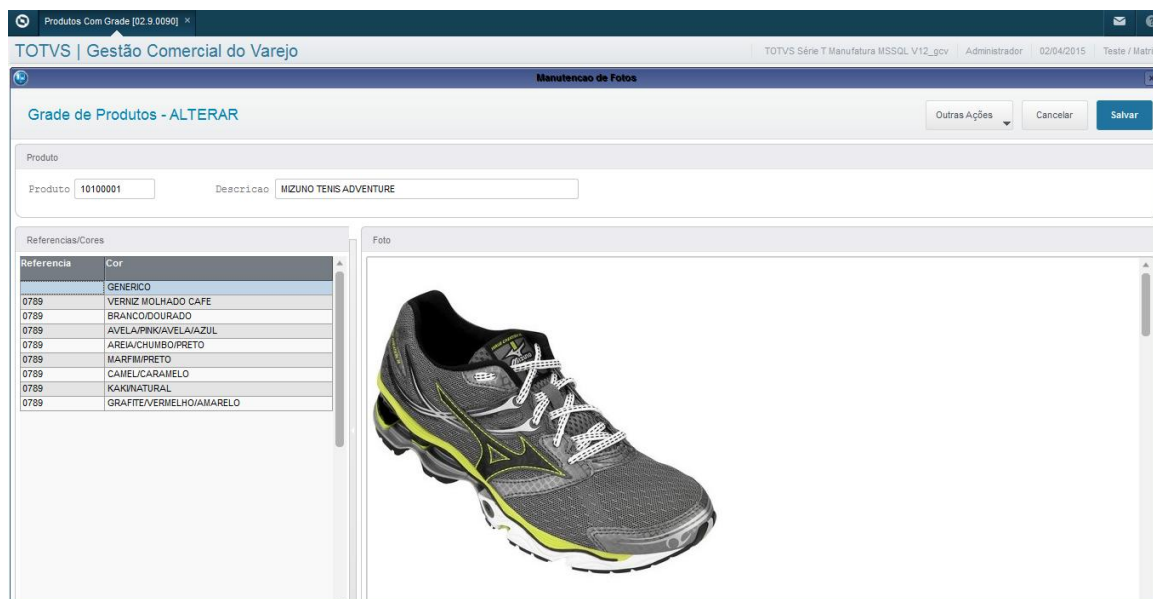 Produtos Com Grade [02.9.0090] ×
TOTVS | Gestão Comercial do Varejo
TOTVS Série T Manufatura MSSQL V12_gcv Administrador 02/04/2015 Teste / Matri
Manutencao de Fotos
Grade de Produtos - ALTERAR
Outras Ações Cancelar Salvar
Produto
Produto 10100001 Descricao MIZUNO TENIS ADVENTURE
Referencias/Cores
Foto
Referencia Cor
GENERICO
0789 VERNIZ MOLHADO CAFE
0789 BRANCO/DOURADO
0789 AVELA/PINK/AVELA/AZUL
0789 AREIA/CHUMBO/PRETO
0789 MARFIM/PRETO
0789 CAMEL/CARAMELO
0789 KAKI/NATURAL
0789 GRAFITE/VERMELHO/AMARELO